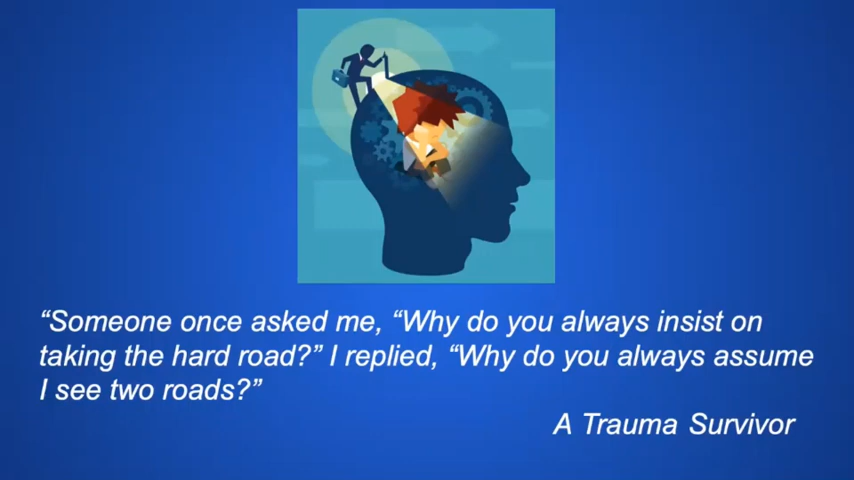 “Someone once asked me, “Why do you always insist on
taking the hard road?” I replied, “Why do you always assume
I see two roads?”
A Trauma Survivor